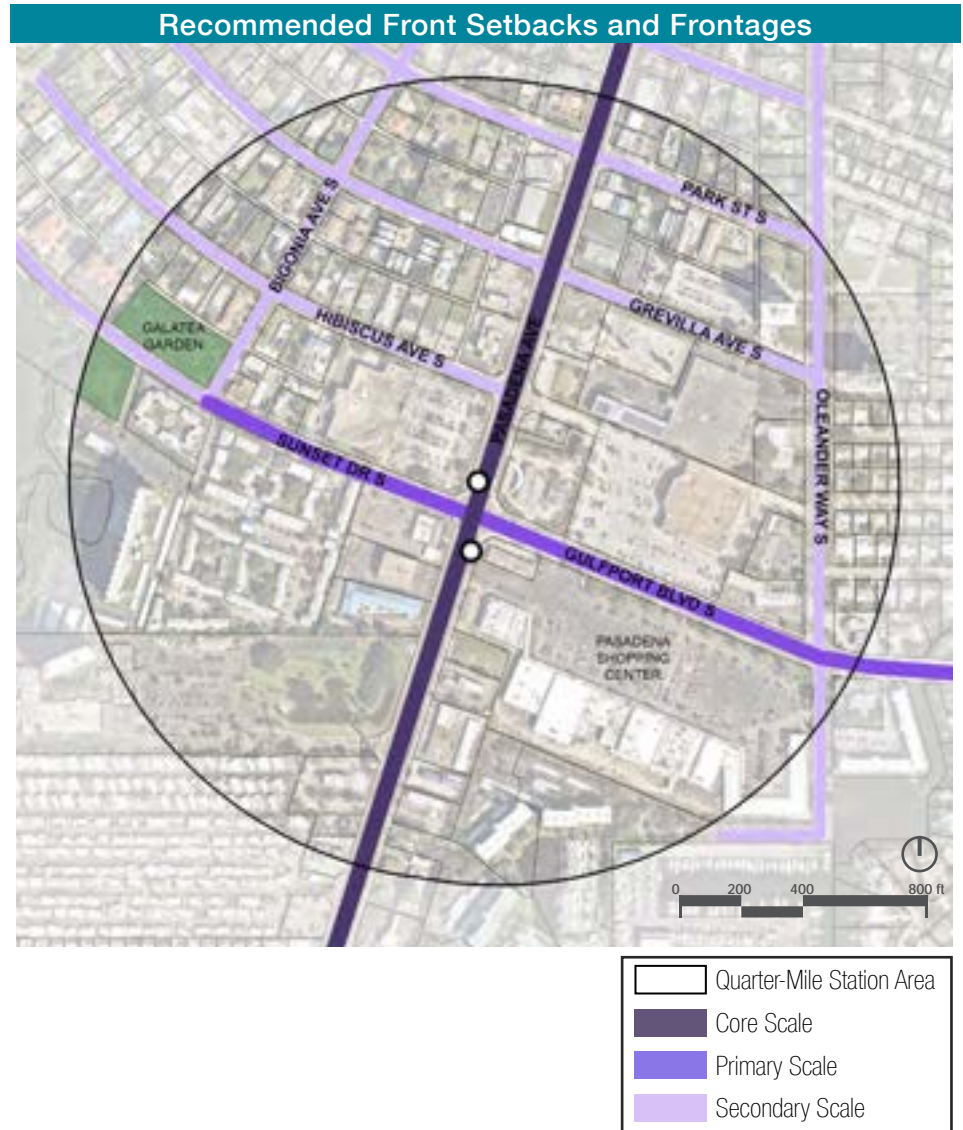 Recommended Front Setbacks and Frontages
PARK ST S
BIGONIA AVE S
GREVILLA AVE S
HIBISCUS AVE S
PASADENA AVE
GALATEA
GARDEN
OLEANDER WAY S
SUNSET DR S
GULFPORT BLVD S
PASADENA
SHOPPING
CENTER
0 200 400 800 ft
Quarter-Mile Station Area
Core Scale
Primary Scale
Secondary Scale